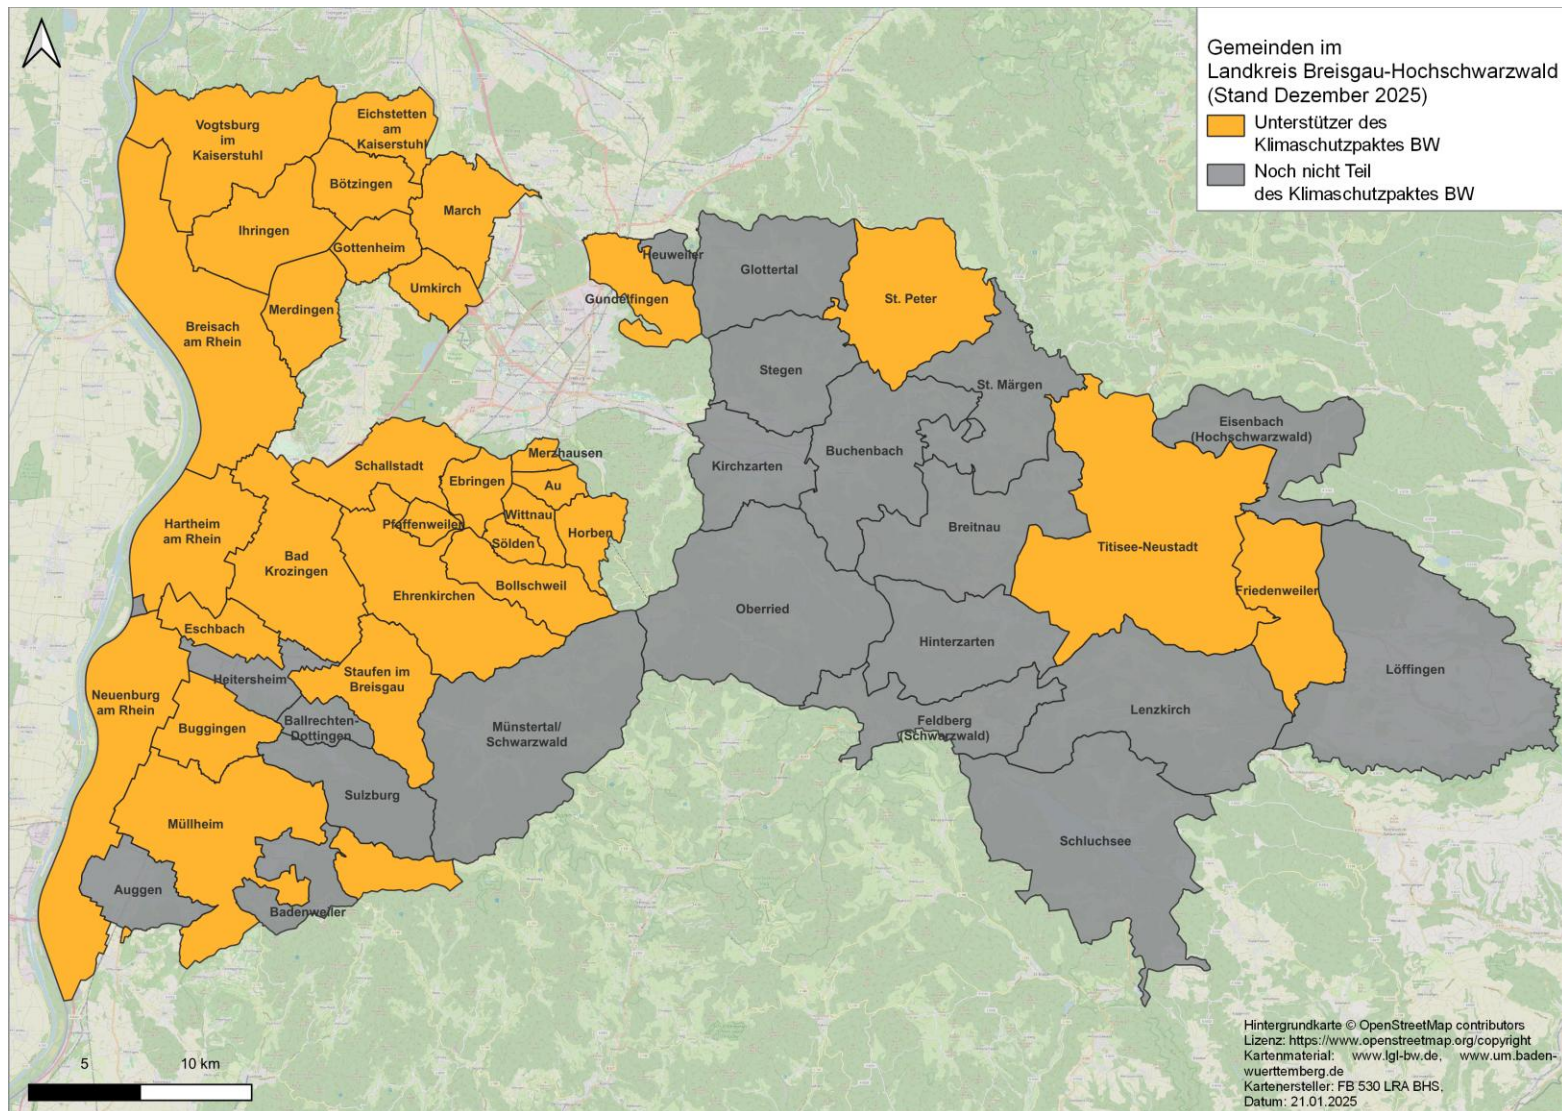 Gemeinden im
Landkreis Breisgau-Hochschwarzwald
(Stand Dezember 2025)
Unterstützer des
Klimaschutzpaktes BW
Noch nicht Teil
des Klimaschutzpaktes BW
Vogtsburg
im
Kaiserstuhl
Eichstetten
am
Kaiserstuhl
Bötzingen
March
Ihringen
Gottenheim
Umkirch
Merdingen
Breisach
am Rhein
Heuweiler
Gundelfingen
Glottertal
St. Peter
Stegen
St. Märgen
Eisenbach
(Hochschwarzwald)
Buchenbach
Kirchzarten
Merzhausen
Schallstadt
Ebringen
Au
Wittnau
Pfaffenweiler
Sölden
Horben
Hartheim
am Rhein
Bad
Krozingen
Breitnau
Titisee-Neustadt
Friedenweiler
Bollschweil
Ehrenkirchen
Oberried
Eschbach
Hinterzarten
Löffingen
Heitersheim
Staufen im
Breisgau
Neuenburg
am Rhein
Buggingen
Ballrechten-
Dottingen
Münstertal/
Schwarzwald
Feldberg
(Schwarzwald)
Lenzkirch
Sulzburg
Müllheim
Schluchsee
Auggen
Badenweiler
5
10 km
Hintergrundkarte © OpenStreetMap contributors
Lizenz: https://www.openstreetmap.org/copyright
Kartenmaterial: www.lgl-bw.de, www.um.baden-
wuerttemberg.de
Kartenersteller: FB 530 LRA BHS,
Datum: 21.01.2025